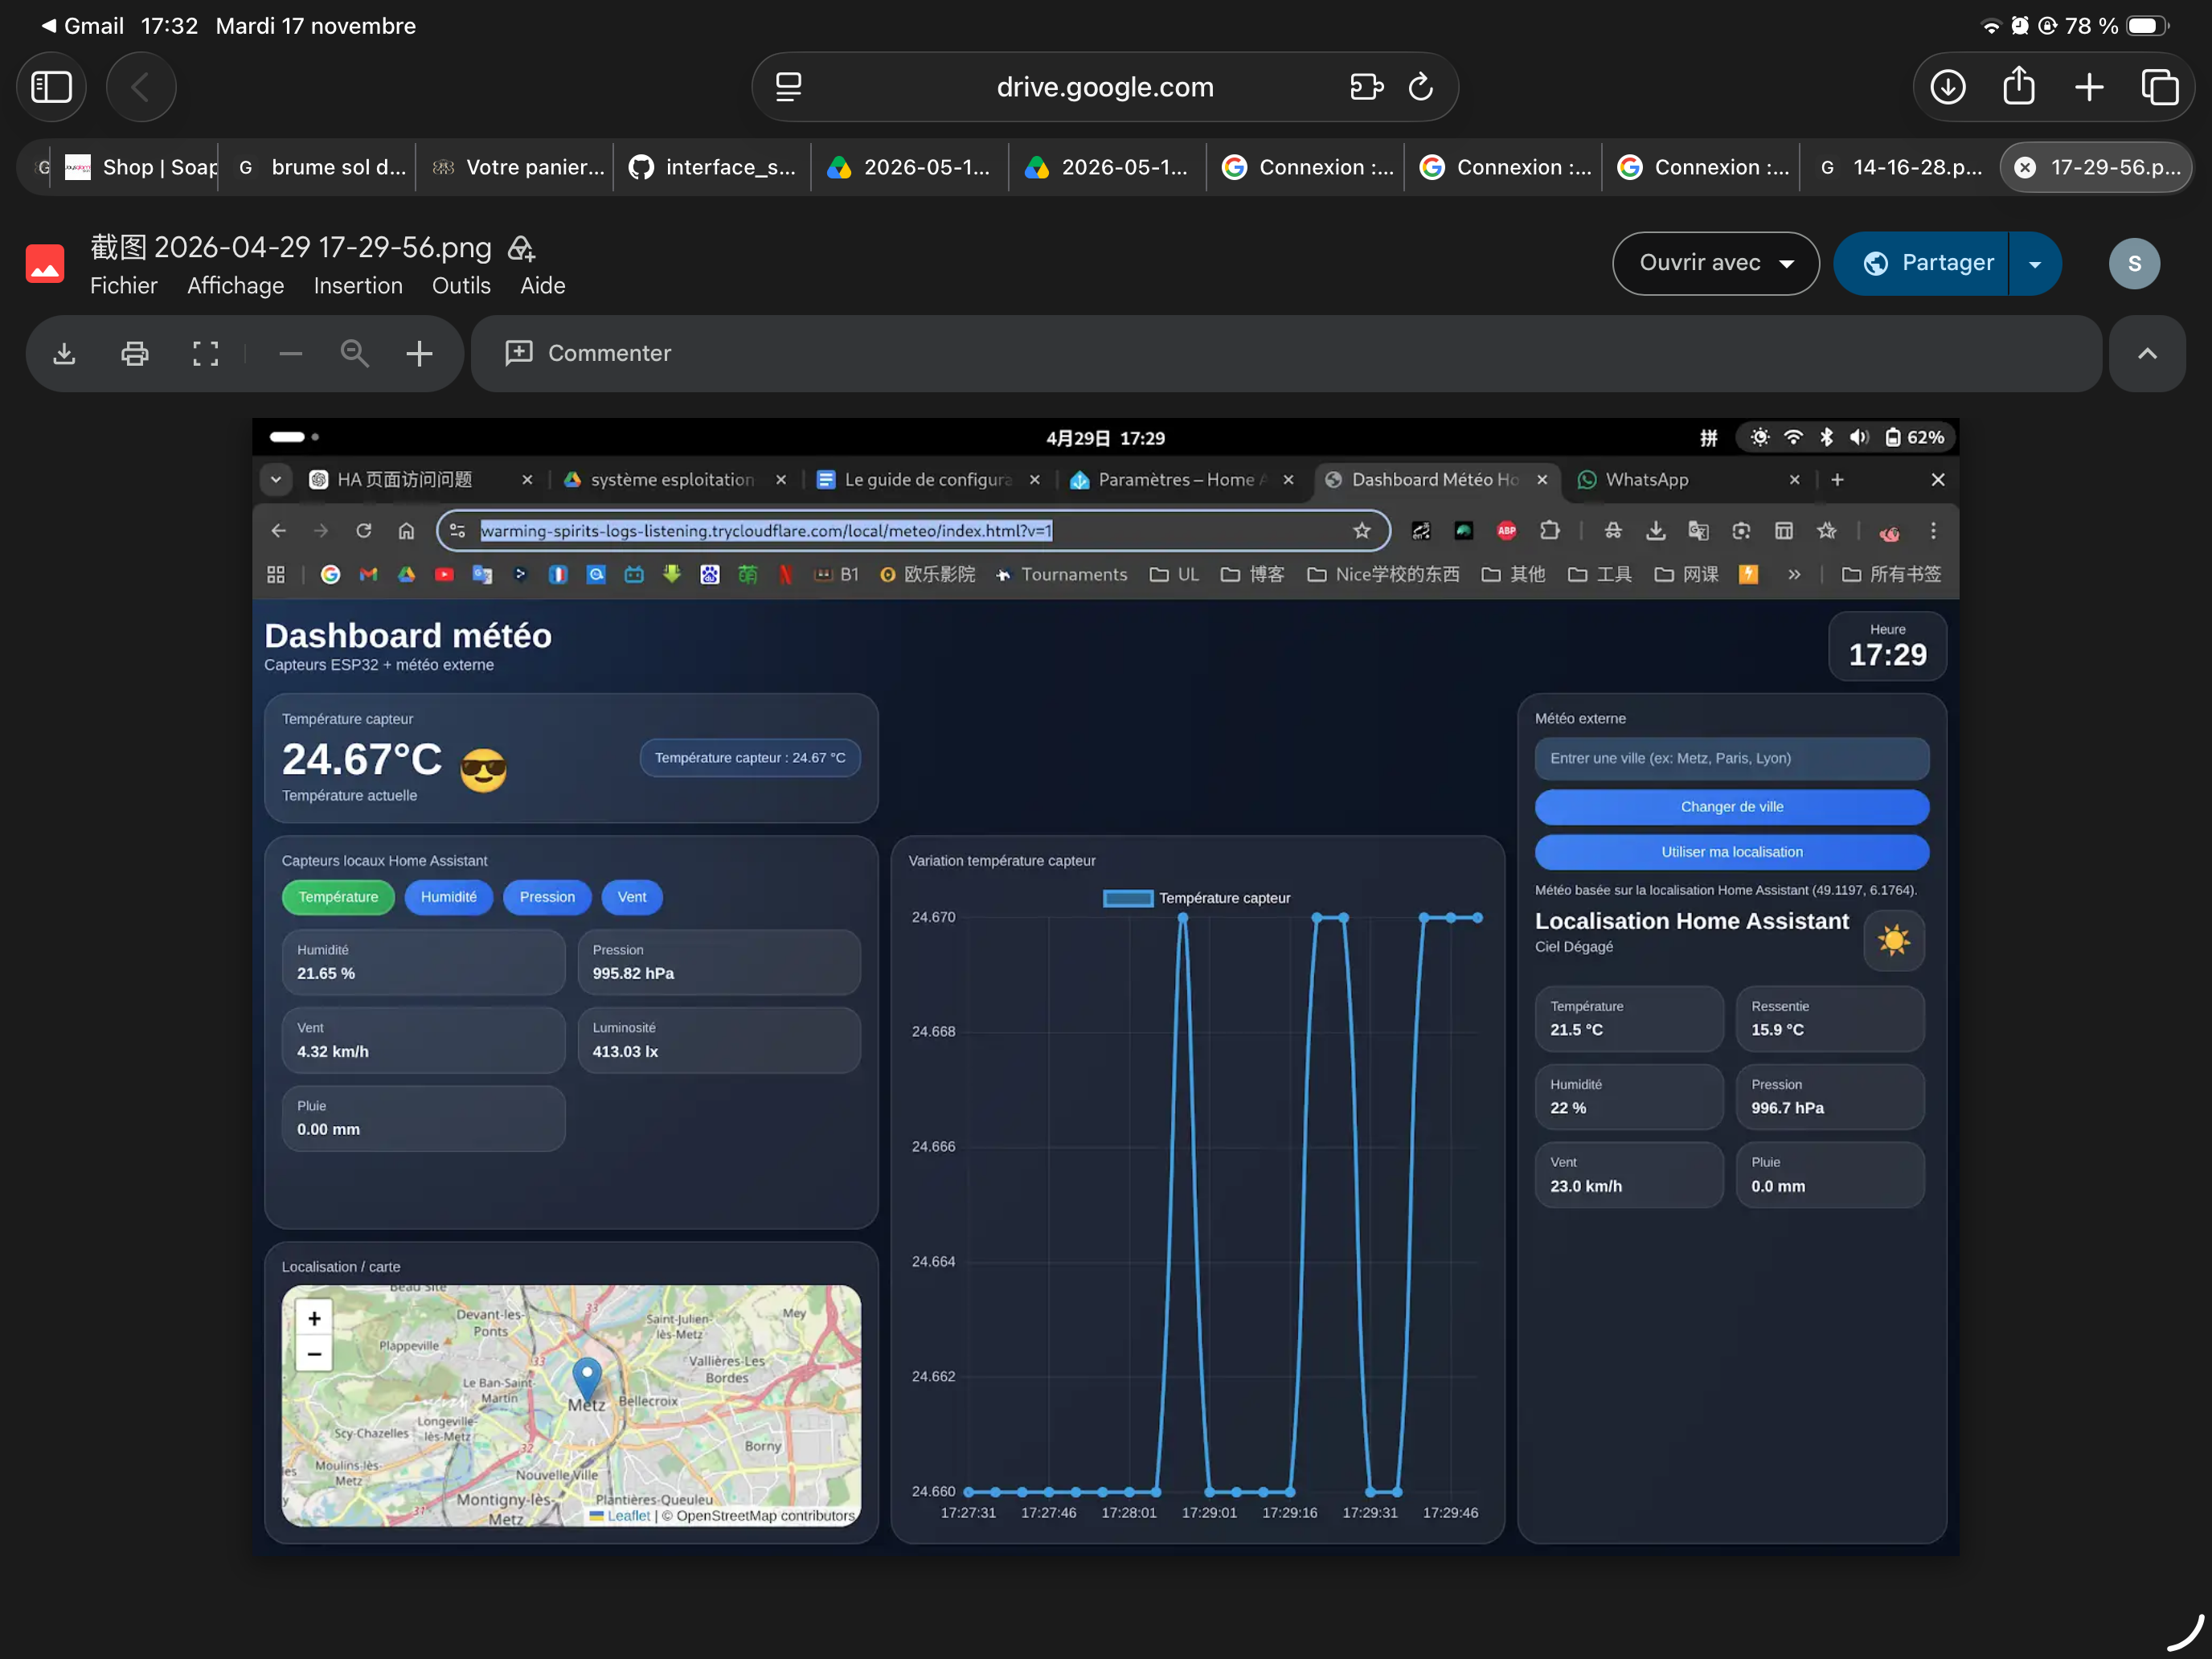 Gmail 17:32 Mardi 17 novembre 78 %
drive.google.com
G Shop | Soap G brume sol d... Votre panier... interface_s... 2026-05-1... 2026-05-1... Connexion :... Connexion :... Connexion :... G 14-16-28.p... 17-29-56.p...
截图 2026-04-29 17-29-56.png
Fichier Affichage Insertion Outils Aide
Ouvrir avec Partager S
Commenter
4月29日 17:29 拼 62%
HA 页面访问问题 système esploitation Le guide de configura Paramètres – Home A Dashboard Météo Ho WhatsApp
warming-spirits-logs-listening.trycloudflare.com/local/meteo/index.html?v=1 ABP
B1 欧乐影院 Tournaments UL 博客 Nice学校的东西 其他 工具 网课 » 所有书签
Dashboard météo
Capteurs ESP32 + météo externe
Heure
17:29
Température capteur
24.67°C
Température actuelle
Température capteur : 24.67 °C
Capteurs locaux Home Assistant
Température Humidité Pression Vent
Humidité
21.65 %
Pression
995.82 hPa
Vent
4.32 km/h
Luminosité
413.03 lx
Pluie
0.00 mm
Localisation / carte
+
−
Beau Site
Devant-les-
Ponts
33
Saint-Julien-
lès-Metz
Mey
Plappeville
33
Vallières-Les
Bordes
Le Ban-Saint-
Martin
Metz
Bellecroix
Longeville-
lès-Metz
Scy-Chazelles
32
Borny
Moulins-lès-
Metz
Nouvelle Ville
31
Montigny-lès-
Metz
Plantières-Queuleu
Leaflet | © OpenStreetMap contributors
Variation température capteur
Température capteur
24.670
24.668
24.666
24.664
24.662
24.660
17:27:31 17:27:46 17:28:01 17:29:01 17:29:16 17:29:31 17:29:46
Météo externe
Entrer une ville (ex: Metz, Paris, Lyon)
Changer de ville
Utiliser ma localisation
Météo basée sur la localisation Home Assistant (49.1197, 6.1764).
Localisation Home Assistant
Ciel Dégagé
Température
21.5 °C
Ressentie
15.9 °C
Humidité
22 %
Pression
996.7 hPa
Vent
23.0 km/h
Pluie
0.0 mm